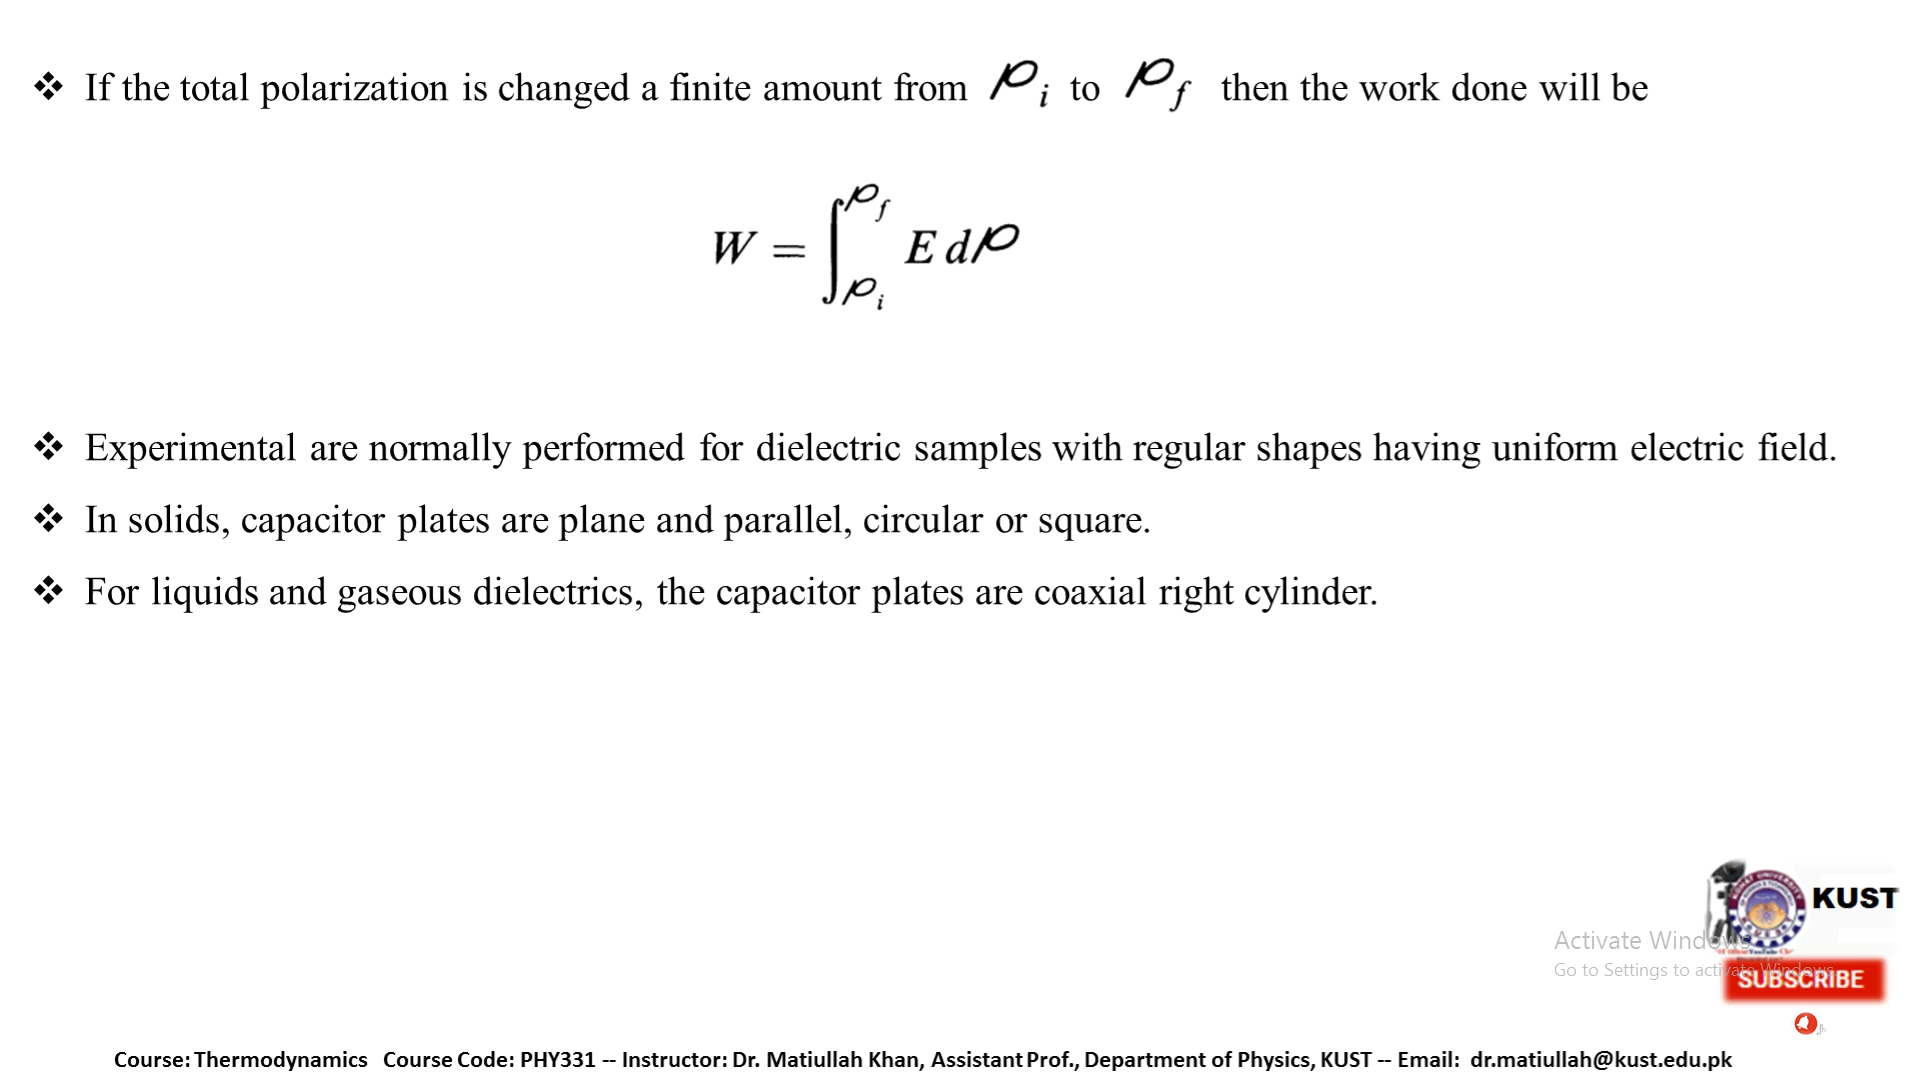 ❖ If the total polarization is changed a finite amount from 𝓅i to 𝓅f then the work done will be
W = ∫_{𝓅i}^{𝓅f} E d𝓅
❖ Experimental are normally performed for dielectric samples with regular shapes having uniform electric field.
❖ In solids, capacitor plates are plane and parallel, circular or square.
❖ For liquids and gaseous dielectrics, the capacitor plates are coaxial right cylinder.
KUST
Activate Windows
Go to Settings to activate Windows.
SUBSCRIBE
Course: Thermodynamics Course Code: PHY331 -- Instructor: Dr. Matiullah Khan, Assistant Prof., Department of Physics, KUST -- Email: dr.matiullah@kust.edu.pk